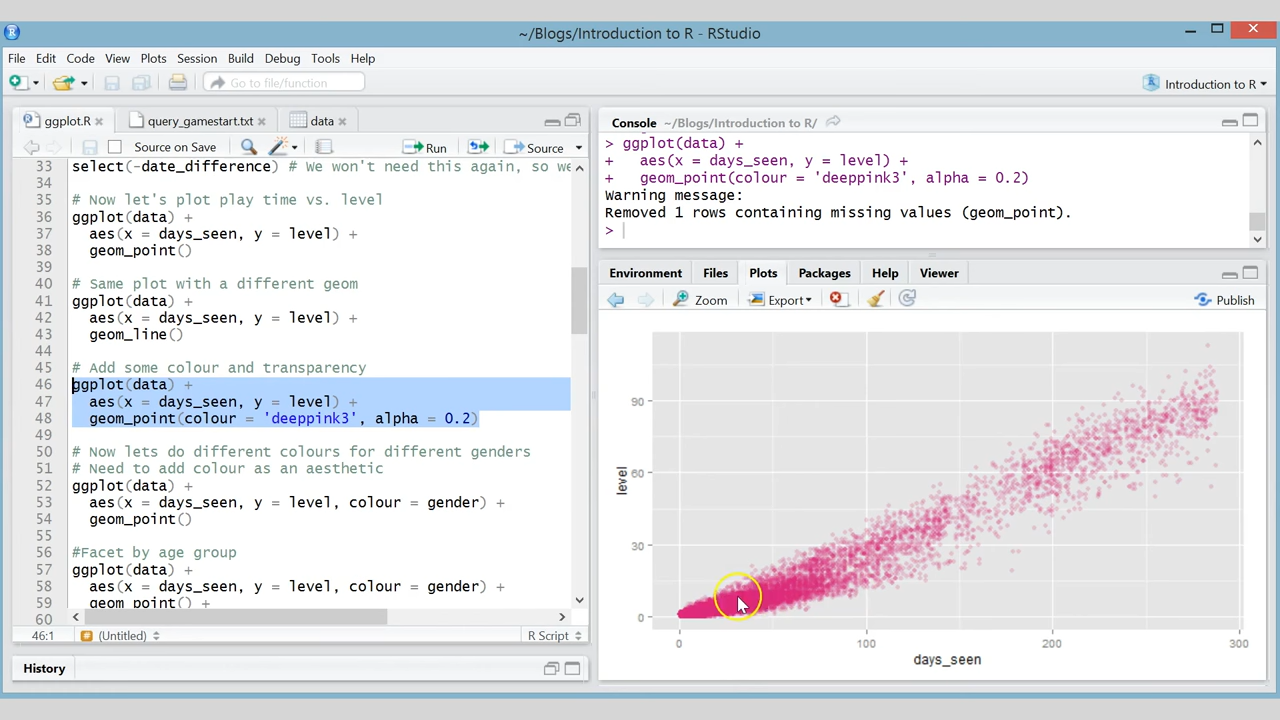 ~/Blogs/Introduction to R - RStudio
File Edit Code View Plots Session Build Debug Tools Help
Go to file/function
Introduction to R
ggplot.R query_gamestart.txt data
Source on Save Run Source
33 select(-date_difference) # We won't need this again, so we
34
35 # Now let's plot play time vs. level
36 ggplot(data) +
37 aes(x = days_seen, y = level) +
38 geom_point()
39
40 # Same plot with a different geom
41 ggplot(data) +
42 aes(x = days_seen, y = level) +
43 geom_line()
44
45 # Add some colour and transparency
46 ggplot(data) +
47 aes(x = days_seen, y = level) +
48 geom_point(colour = 'deeppink3', alpha = 0.2)
49
50 # Now lets do different colours for different genders
51 # Need to add colour as an aesthetic
52 ggplot(data) +
53 aes(x = days_seen, y = level, colour = gender) +
54 geom_point()
55
56 #Facet by age group
57 ggplot(data) +
58 aes(x = days_seen, y = level, colour = gender) +
59 geom_point() +
60
46:1 (Untitled) R Script
History
Console ~/Blogs/Introduction to R/
> ggplot(data) +
+ aes(x = days_seen, y = level) +
+ geom_point(colour = 'deeppink3', alpha = 0.2)
Warning message:
Removed 1 rows containing missing values (geom_point).
>
Environment Files Plots Packages Help Viewer
Zoom Export Publish
90
60
30
0
level
0 100 200 300
days_seen